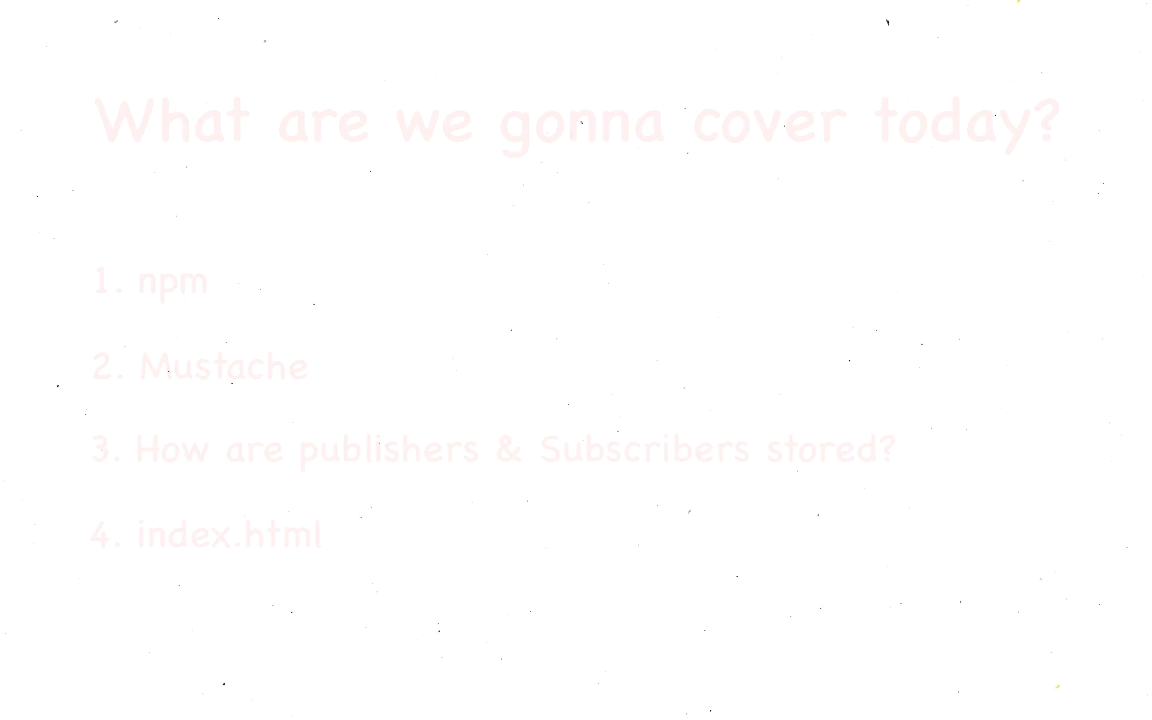 What are we gonna cover today?
1. npm
2. Mustache
3. How are publishers & Subscribers stored?
4. index.html